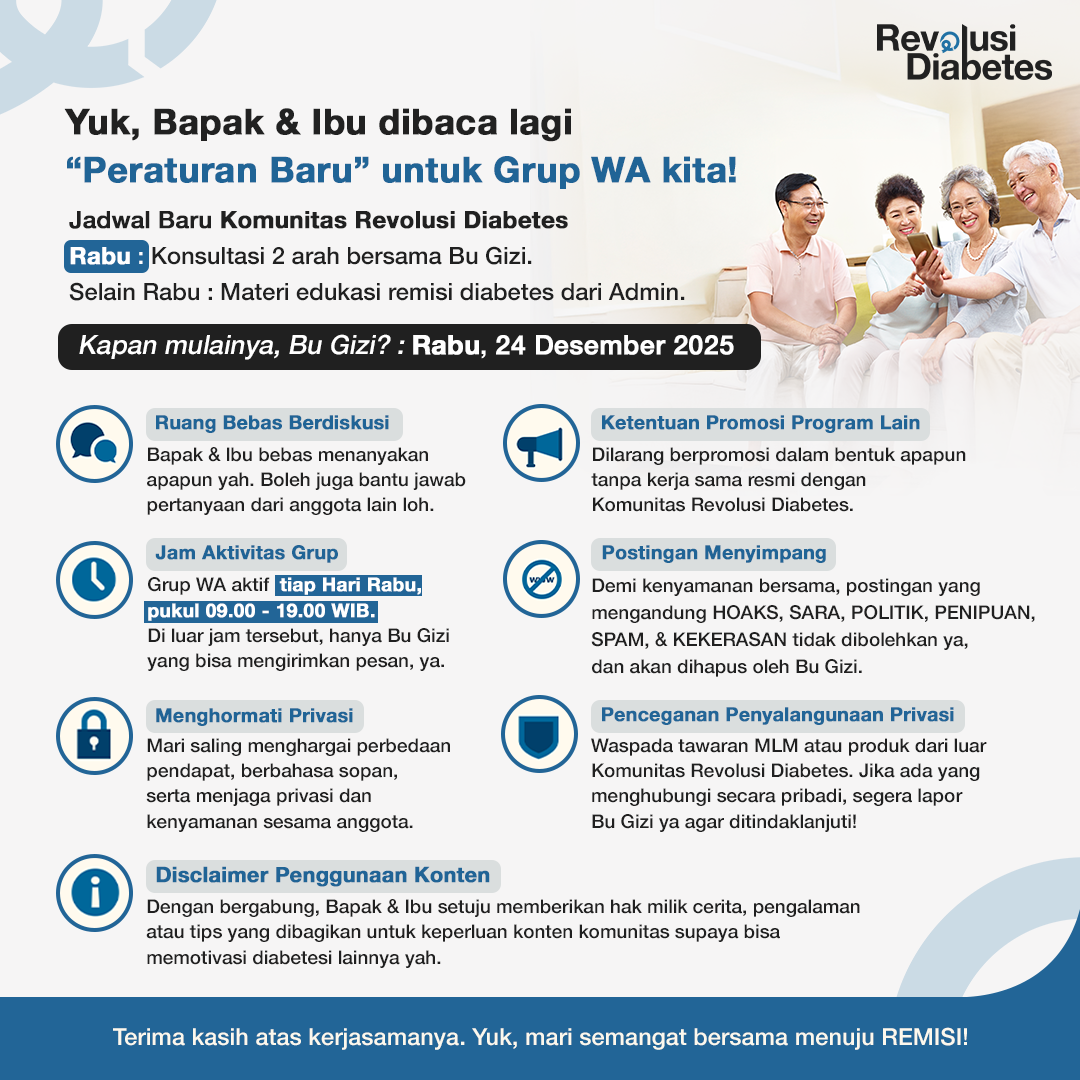 Revolusi
Diabetes
Yuk, Bapak & Ibu dibaca lagi
“Peraturan Baru” untuk Grup WA kita!
Jadwal Baru Komunitas Revolusi Diabetes
Rabu : Konsultasi 2 arah bersama Bu Gizi.
Selain Rabu : Materi edukasi remisi diabetes dari Admin.
Kapan mulainya, Bu Gizi? : Rabu, 24 Desember 2025
Ruang Bebas Berdiskusi
Bapak & Ibu bebas menanyakan
apapun yah. Boleh juga bantu jawab
pertanyaan dari anggota lain loh.
Ketentuan Promosi Program Lain
Dilarang berpromosi dalam bentuk apapun
tanpa kerja sama resmi dengan
Komunitas Revolusi Diabetes.
Jam Aktivitas Grup
Grup WA aktif tiap Hari Rabu,
pukul 09.00 - 19.00 WIB.
Di luar jam tersebut, hanya Bu Gizi
yang bisa mengirimkan pesan, ya.
Postingan Menyimpang
Demi kenyamanan bersama, postingan yang
mengandung HOAKS, SARA, POLITIK, PENIPUAN,
SPAM, & KEKERASAN tidak dibolehkan ya,
dan akan dihapus oleh Bu Gizi.
Menghormati Privasi
Mari saling menghargai perbedaan
pendapat, berbahasa sopan,
serta menjaga privasi dan
kenyamanan sesama anggota.
Penceganan Penyalangunaan Privasi
Waspada tawaran MLM atau produk dari luar
Komunitas Revolusi Diabetes. Jika ada yang
menghubungi secara pribadi, segera lapor
Bu Gizi ya agar ditindaklanjuti!
Disclaimer Penggunaan Konten
Dengan bergabung, Bapak & Ibu setuju memberikan hak milik cerita, pengalaman
atau tips yang dibagikan untuk keperluan konten komunitas supaya bisa
memotivasi diabetesi lainnya yah.
Terima kasih atas kerjasamanya. Yuk, mari semangat bersama menuju REMISI!